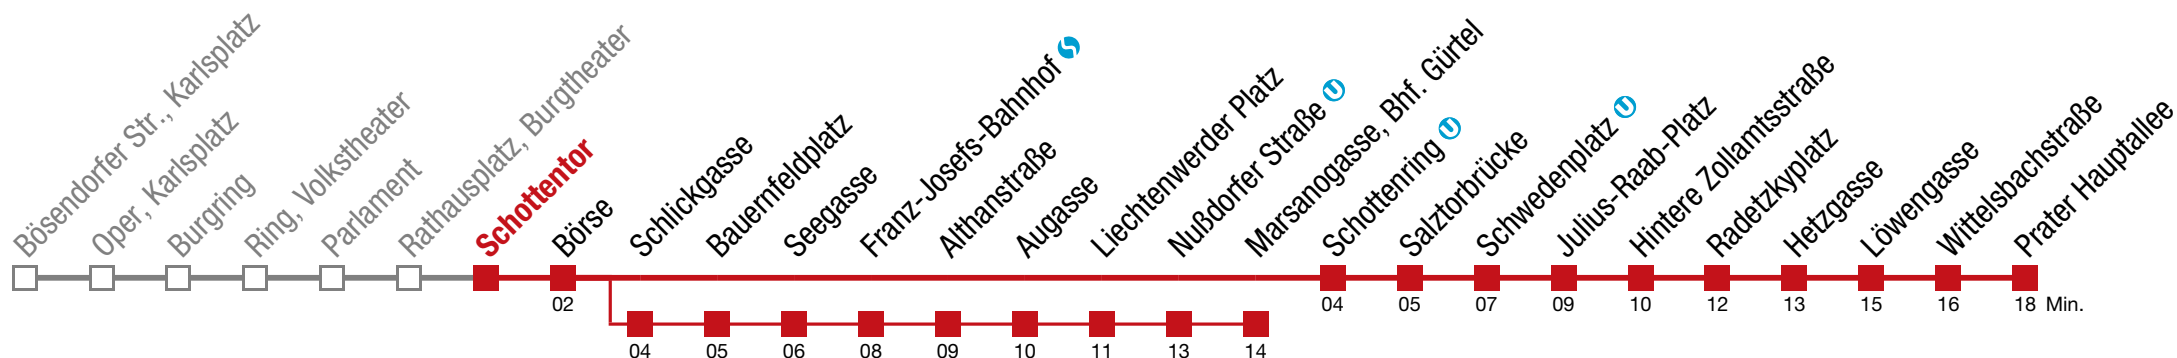 Bösendorfer Str., Karlsplatz
Oper, Karlsplatz
Burgring
Ring, Volkstheater
Parlament
Rathausplatz, Burgtheater
Schottentor
Börse
Schlickgasse
Bauernfeldplatz
Seegasse
Franz-Josefs-Bahnhof
Althanstraße
Augasse
Liechtenwerder Platz
Nußdorfer Straße U
Marsanogasse, Bhf. Gürtel
Schottenring U
Salztorbrücke
Schwedenplatz U
Julius-Raab-Platz
Hintere Zollamtsstraße
Radetzkyplatz
Hetzgasse
Löwengasse
Wittelsbachstraße
Prater Hauptallee
02 04 05 07 09 10 12 13 15 16 18 Min.
04 05 06 08 09 10 11 13 14